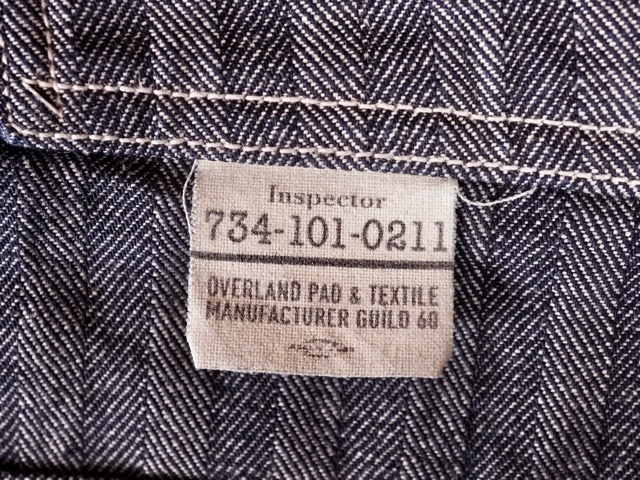 Inspector
734-101-0211
OVERLAND PAD & TEXTILE
MANUFACTURER GUILD 60